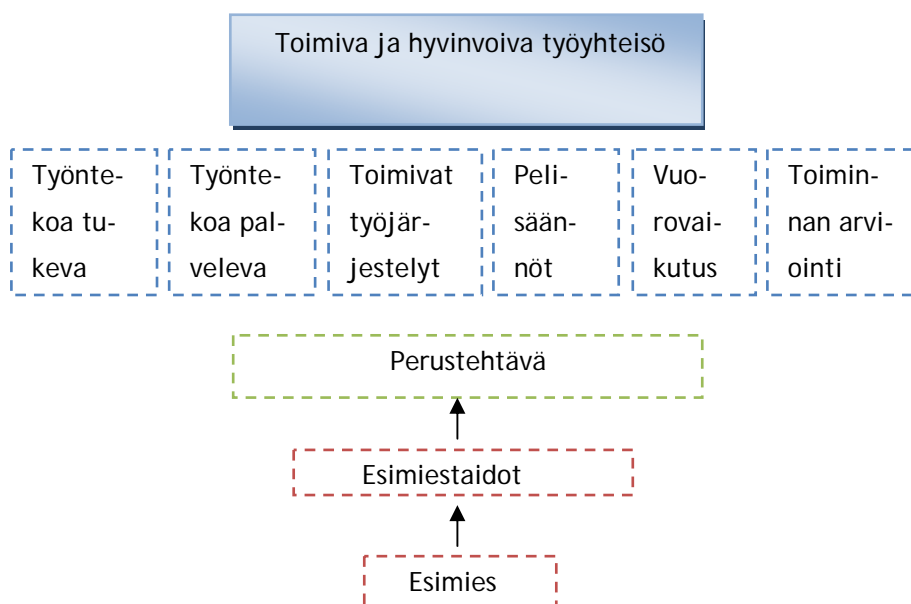 Toimiva ja hyvinvoiva työyhteisö
Työnte-
koa tu-
keva
Työnte-
koa pal-
veleva
Toimivat
työjär-
jestelyt
Peli-
sään-
nöt
Vuo-
rovai-
kutus
Toimin-
nan arvi-
ointi
Perustehtävä
Esimiestaidot
Esimies